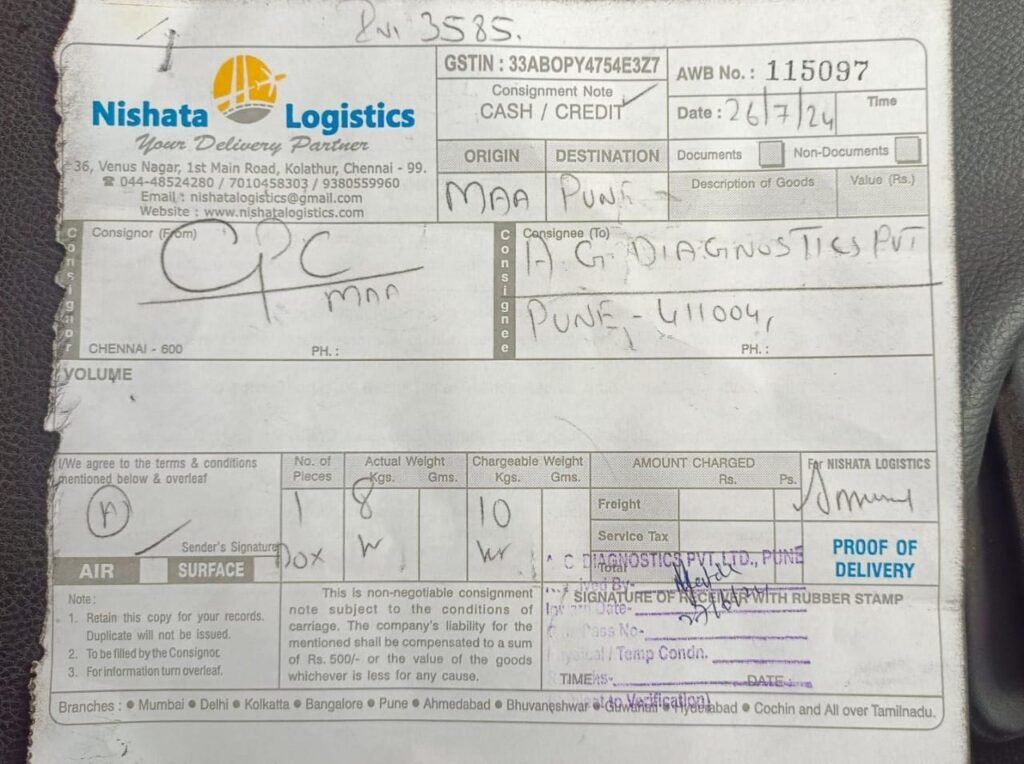 3585.
Nishata Logistics
Your Delivery Partner
36, Venus Nagar, 1st Main Road, Kolathur, Chennai - 99.
☎ 044-48524280 / 7010458303 / 9380559960
Email : nishatalogistics@gmail.com
Website : www.nishatalogistics.com
GSTIN : 33ABOPY4754E3Z7
Consignment Note
CASH / CREDIT
AWB No. : 115097
Date : 26/7/24
Time
ORIGIN
DESTINATION
MAA
PUNE
Documents
Non-Documents
Description of Goods
Value (Rs.)
Consignor
Consignor (From)
CPC
MAA
CHENNAI - 600
PH. :
Consignee
Consignee (To)
A G DIAGNOSTICS PVT
PUNE - 411004,
PH. :
VOLUME
I/We agree to the terms & conditions
mentioned below & overleaf
A
Sender's Signature
AIR
SURFACE
No. of
Pieces
1
Actual Weight
Kgs. Gms.
8
Chargeable Weight
Kgs. Gms.
10
AMOUNT CHARGED
Rs. Ps.
Freight
Service Tax
Total
For NISHATA LOGISTICS
PROOF OF
DELIVERY
DIAGNOSTICS PVT. LTD., PUNE
SIGNATURE OF RECEIVER WITH RUBBER STAMP
Date-
Pass No-
/ Temp Condn.
TIME
DATE :
to Verification)
Note :
1. Retain this copy for your records.
Duplicate will not be issued.
2. To be filled by the Consignor.
3. For information turn overleaf.
This is non-negotiable consignment
note subject to the conditions of
carriage. The company's liability for the
mentioned shall be compensated to a sum
of Rs. 500/- or the value of the goods
whichever is less for any cause.
Branches : ● Mumbai ● Delhi ● Kolkatta ● Bangalore ● Pune ● Ahmedabad ● Bhuvaneshwar ● Guwahati ● Hyderabad ● Cochin and All over Tamilnadu.